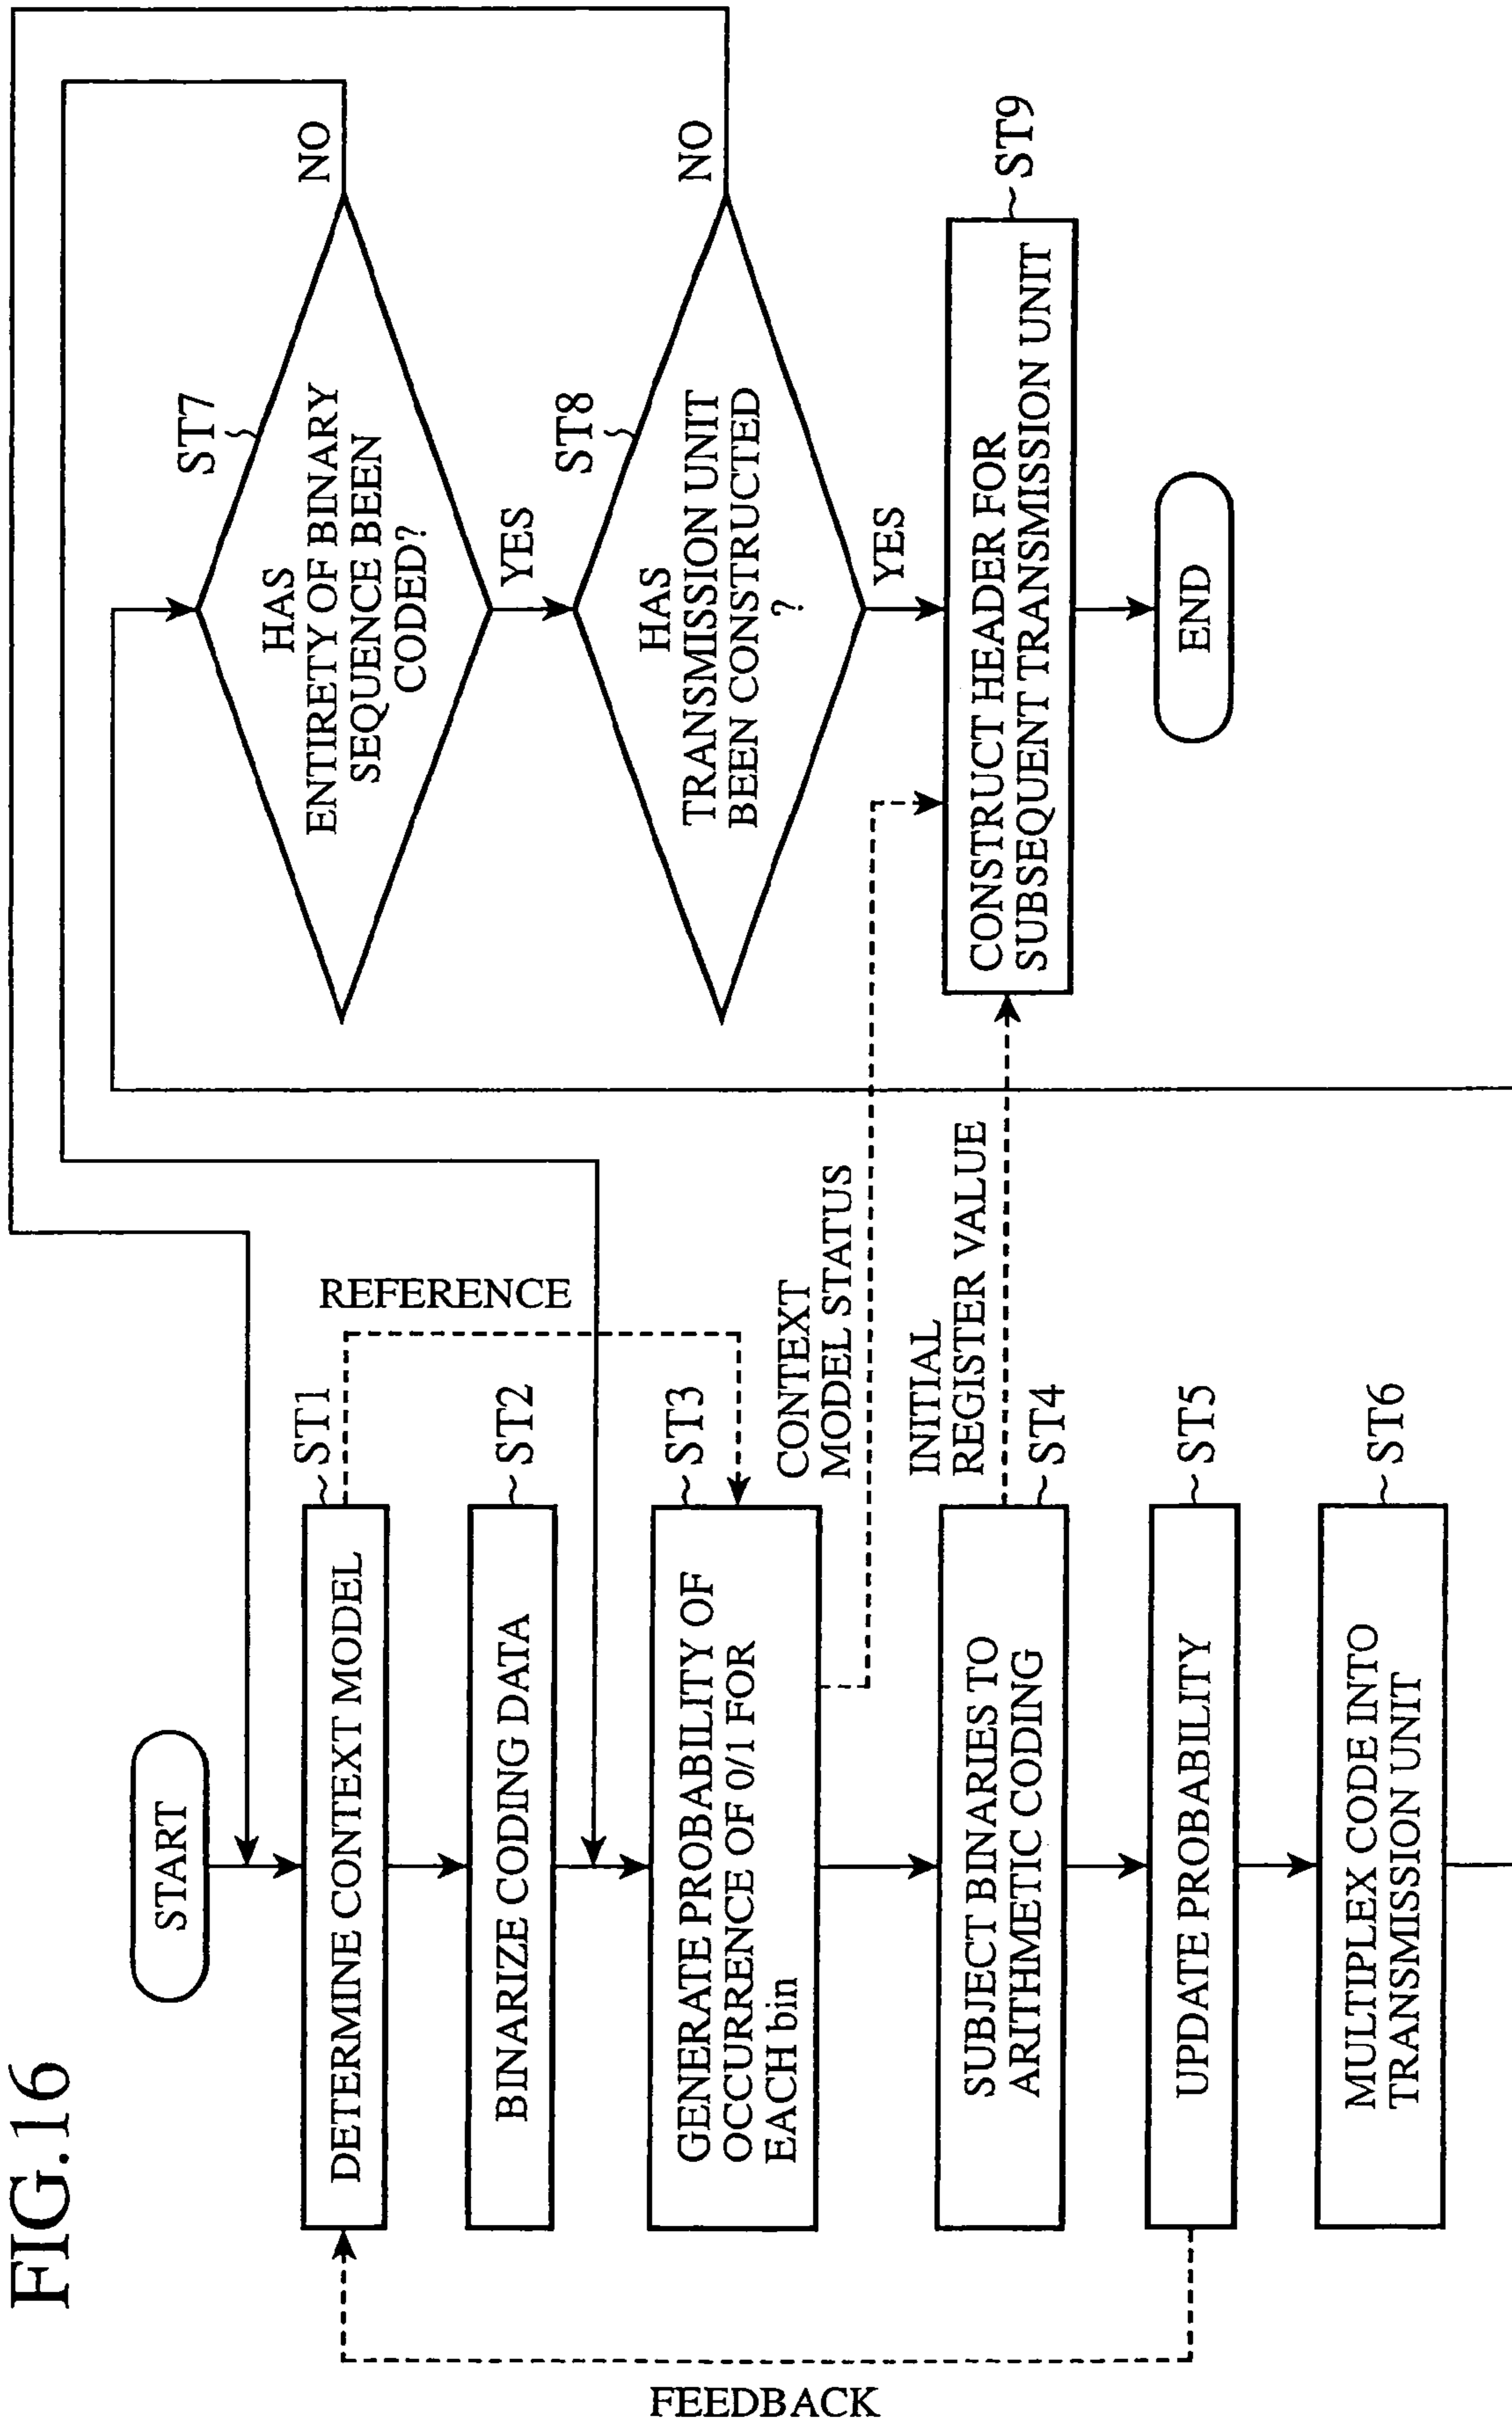 FIG.16
START
DETERMINE CONTEXT MODEL
ST1
REFERENCE
BINARIZE CODING DATA
ST2
GENERATE PROBABILITY OF
OCCURRENCE OF 0/1 FOR
EACH bin
ST3
CONTEXT
MODEL STATUS
SUBJECT BINARIES TO
ARITHMETIC CODING
ST4
INITIAL
REGISTER VALUE
UPDATE PROBABILITY
ST5
FEEDBACK
MULTIPLEX CODE INTO
TRANSMISSION UNIT
ST6
HAS
ENTIRETY OF BINARY
SEQUENCE BEEN
CODED?
ST7
NO
YES
HAS
TRANSMISSION UNIT
BEEN CONSTRUCTED
?
ST8
NO
YES
CONSTRUCT HEADER FOR
SUBSEQUENT TRANSMISSION UNIT
ST9
END